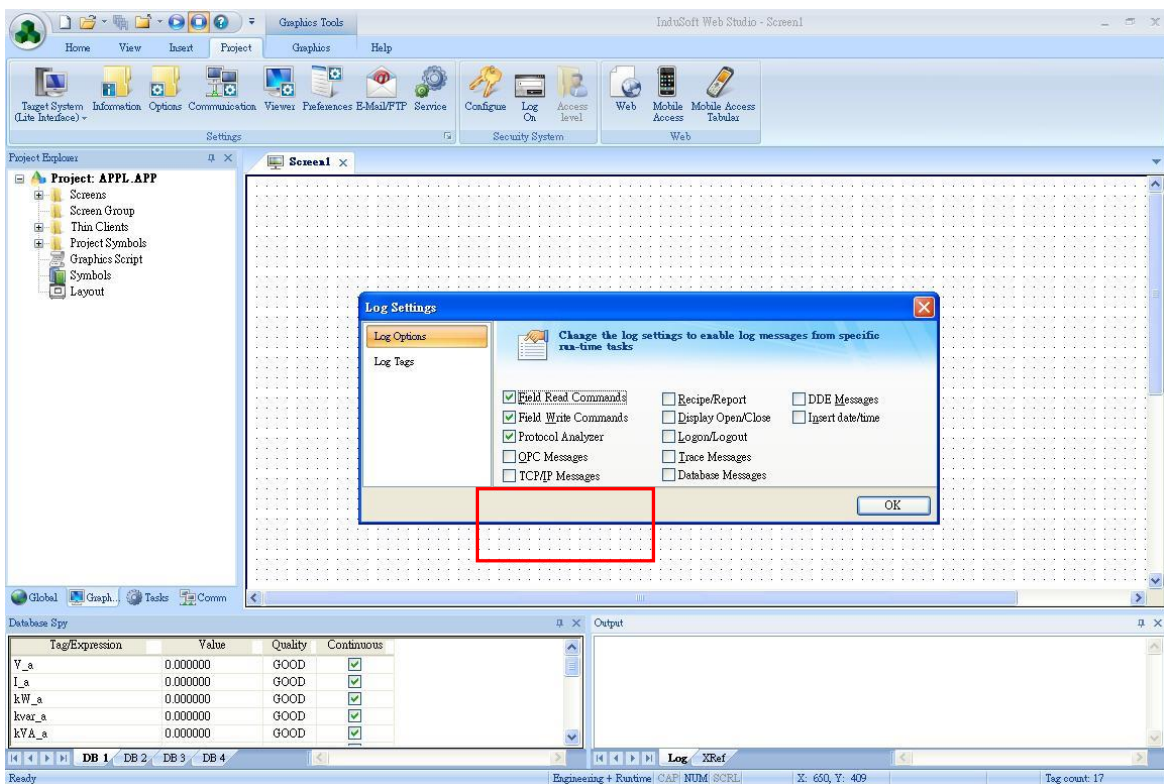 Graphics Tools
InduSoft Web Studio - Screen1
Home View Insert Project Graphics Help
Target System (Lite Interface)
Information
Options
Communication
Viewer
Preferences
E-Mail/FTP
Service
Configure
Log On
Access level
Web
Mobile Access
Mobile Access Tabular
Settings
Security System
Web
Project Explorer
Screen1
Project: APPL.APP
Screens
Screen Group
Thin Clients
Project Symbols
Graphics Script
Symbols
Layout
Log Settings
Log Options
Log Tags
Change the log settings to enable log messages from specific
run-time tasks
Field Read Commands Recipe/Report DDE Messages
Field Write Commands Display Open/Close Insert date/time
Protocol Analyzer Logon/Logout
OPC Messages Trace Messages
TCP/IP Messages Database Messages
OK
Global Graph... Tasks Comm
Database Spy
Output
Tag/Expression Value Quality Continuous
V_a 0.000000 GOOD
I_a 0.000000 GOOD
kW_a 0.000000 GOOD
kvar_a 0.000000 GOOD
kVA_a 0.000000 GOOD
DB 1 DB 2 DB 3 DB 4
Log XRef
Ready Engineering + Runtime CAP NUM SCRL X: 650, Y: 409 Tag count: 17